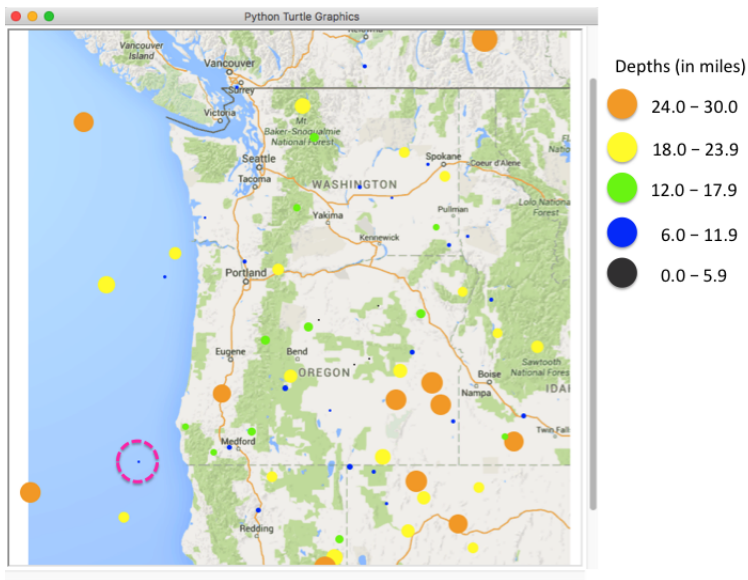 Python Turtle Graphics
Vancouver
Island
Vancouver
Surrey
Victoria
Mt
Baker-Snoqualmie
National Forest
Seattle
Tacoma
WASHINGTON
Spokane
Coeur d'Alene
Lolo Nationa
Forest
Yakima
Pullman
Kennewick
Portland
Eugene
Bend
OREGON
Sawtooth
National Fores
Boise
Nampa
IDAH
Twin Fall
Medford
Redding
Depths (in miles)
24.0 – 30.0
18.0 – 23.9
12.0 – 17.9
6.0 – 11.9
0.0 – 5.9